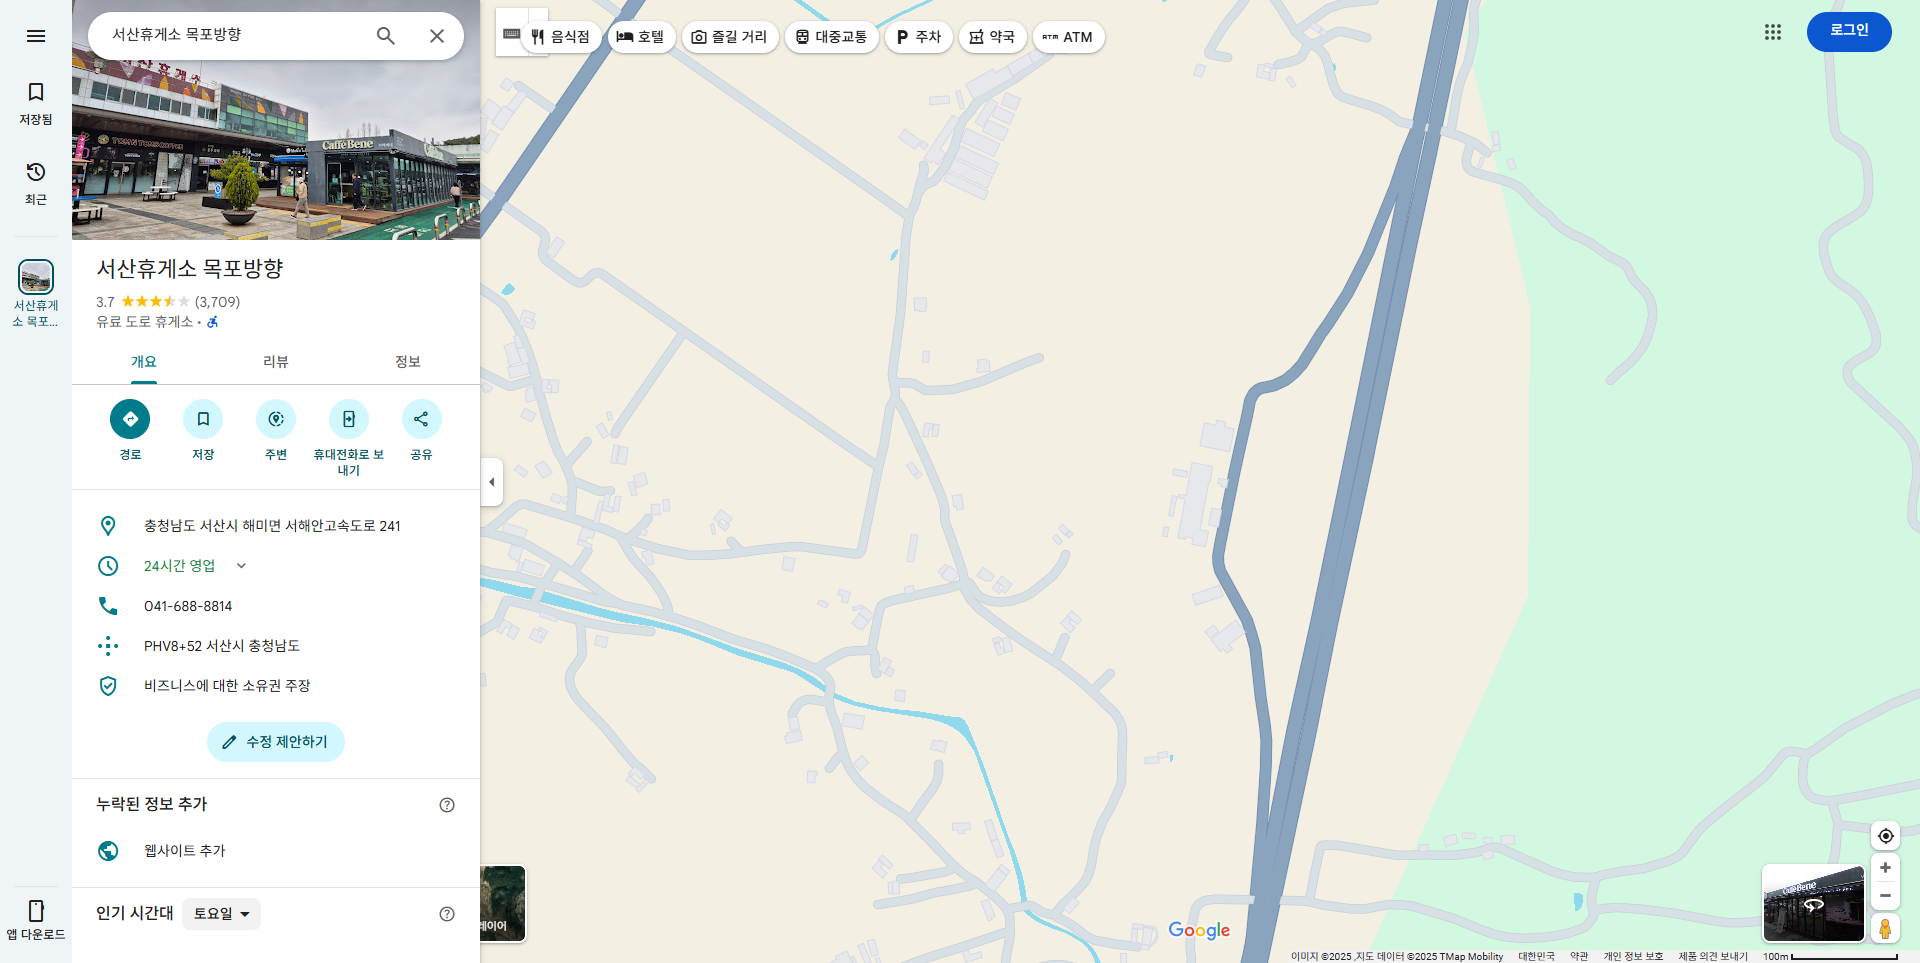 서산휴게소 목포방향
음식점
호텔
즐길 거리
대중교통
주차
약국
ATM
로그인
저장됨
최근
서산휴게
소 목포...
앱 다운로드
TOM N TOMS COFFEE
Caffé Bene
서산휴게소 목포방향
3.7 (3,709)
유료 도로 휴게소 ·
개요
리뷰
정보
경로
저장
주변
휴대전화로 보
내기
공유
충청남도 서산시 해미면 서해안고속도로 241
24시간 영업
041-688-8814
PHV8+52 서산시 충청남도
비즈니스에 대한 소유권 주장
수정 제안하기
누락된 정보 추가
웹사이트 추가
인기 시간대
토요일
레이어
Google
Caffé Bene
이미지 ©2025 ,지도 데이터 ©2025 TMap Mobility
대한민국
약관
개인 정보 보호
제품 의견 보내기
100m